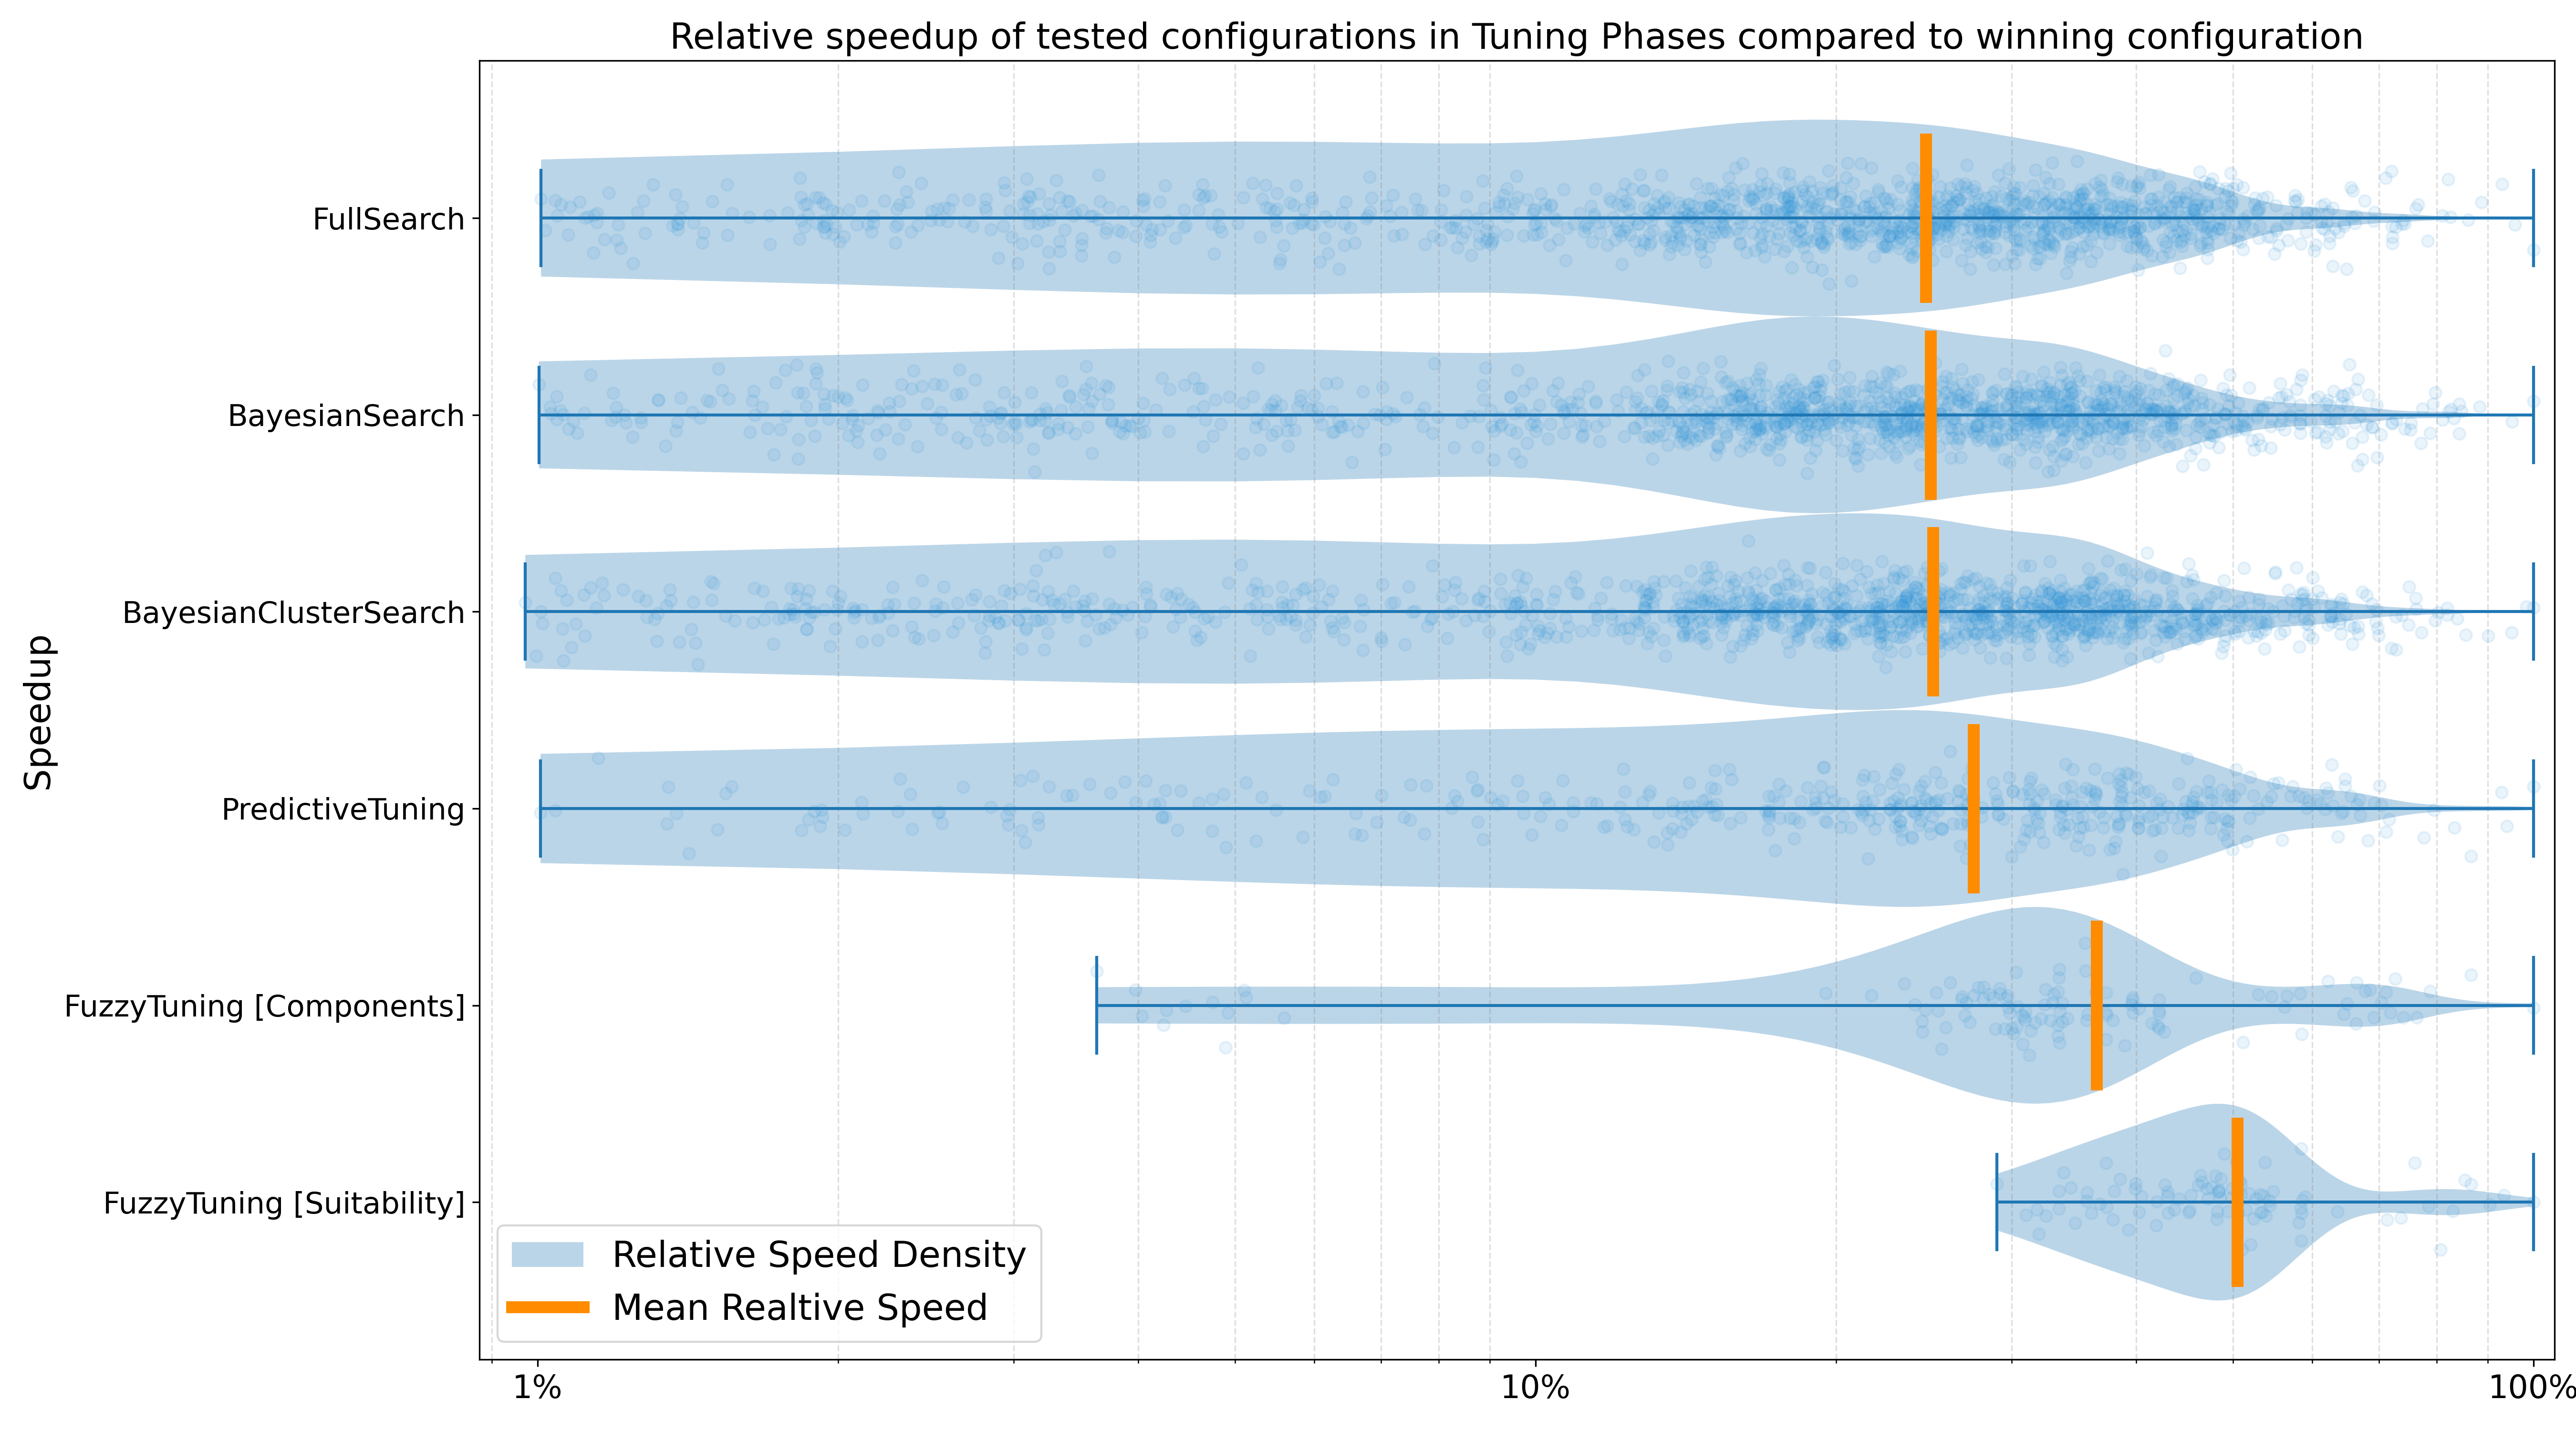 Relative speedup of tested configurations in Tuning Phases compared to winning configuration
Speedup
FullSearch
BayesianSearch
BayesianClusterSearch
PredictiveTuning
FuzzyTuning [Components]
FuzzyTuning [Suitability]
Relative Speed Density
Mean Realtive Speed
1% 10% 100%